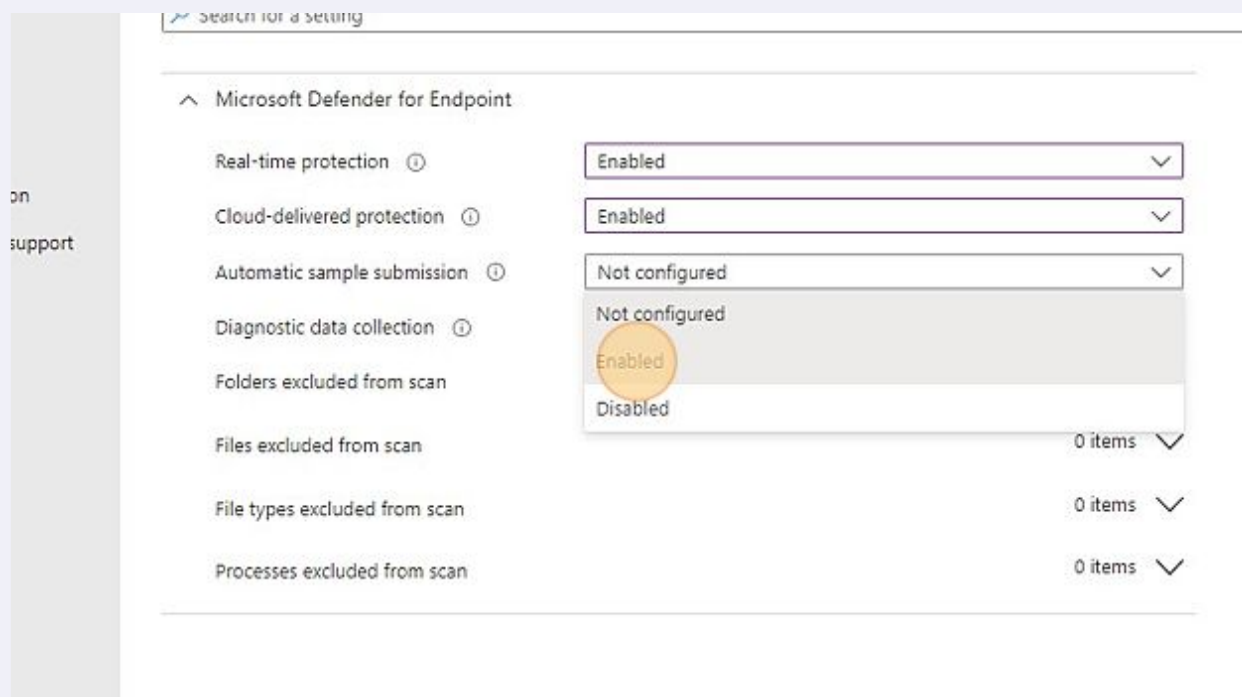 Search for a setting
Microsoft Defender for Endpoint
Real-time protection
Enabled
on
Cloud-delivered protection
Enabled
support
Automatic sample submission
Not configured
Not configured
Diagnostic data collection
Enabled
Folders excluded from scan
Disabled
Files excluded from scan
0 items
File types excluded from scan
0 items
Processes excluded from scan
0 items